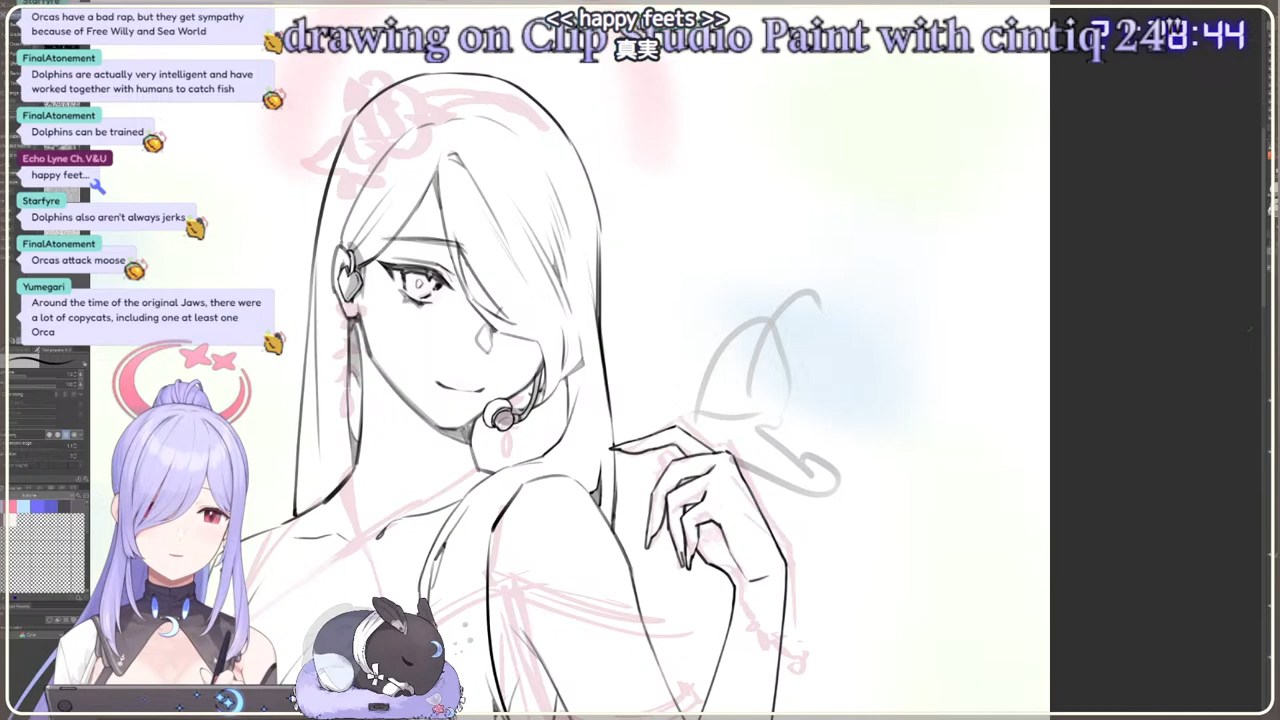 << happy feets >>
真実
drawing on Clip Studio Paint with cintiq 24"
:44
Starfyre
Orcas have a bad rap, but they get sympathy
because of Free Willy and Sea World
FinalAtonement
Dolphins are actually very intelligent and have
worked together with humans to catch fish
FinalAtonement
Dolphins can be trained
Echo Lyne Ch.V&U
happy feet...
Starfyre
Dolphins also aren't always jerks
FinalAtonement
Orcas attack moose
Yumegari
Around the time of the original Jaws, there were
a lot of copycats, including one at least one
Orca